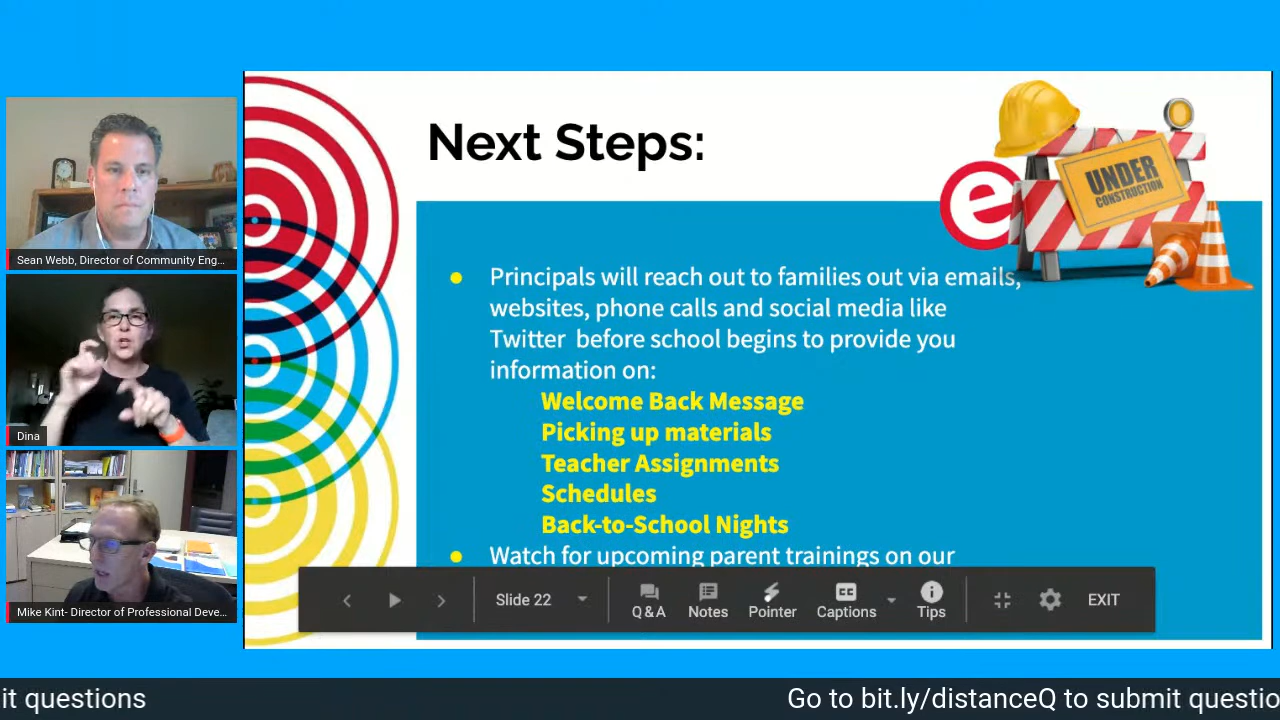 Next Steps:
UNDER
CONSTRUCTION
e
Principals will reach out to families out via emails,
websites, phone calls and social media like
Twitter before school begins to provide you
information on:
Welcome Back Message
Picking up materials
Teacher Assignments
Schedules
Back-to-School Nights
Watch for upcoming parent trainings on our
Sean Webb, Director of Community Eng...
Dina
Mike Kint- Director of Professional Deve...
Slide 22
Q & A
Notes
Pointer
Captions
Tips
EXIT
it questions
Go to bit.ly/distanceQ to submit questio